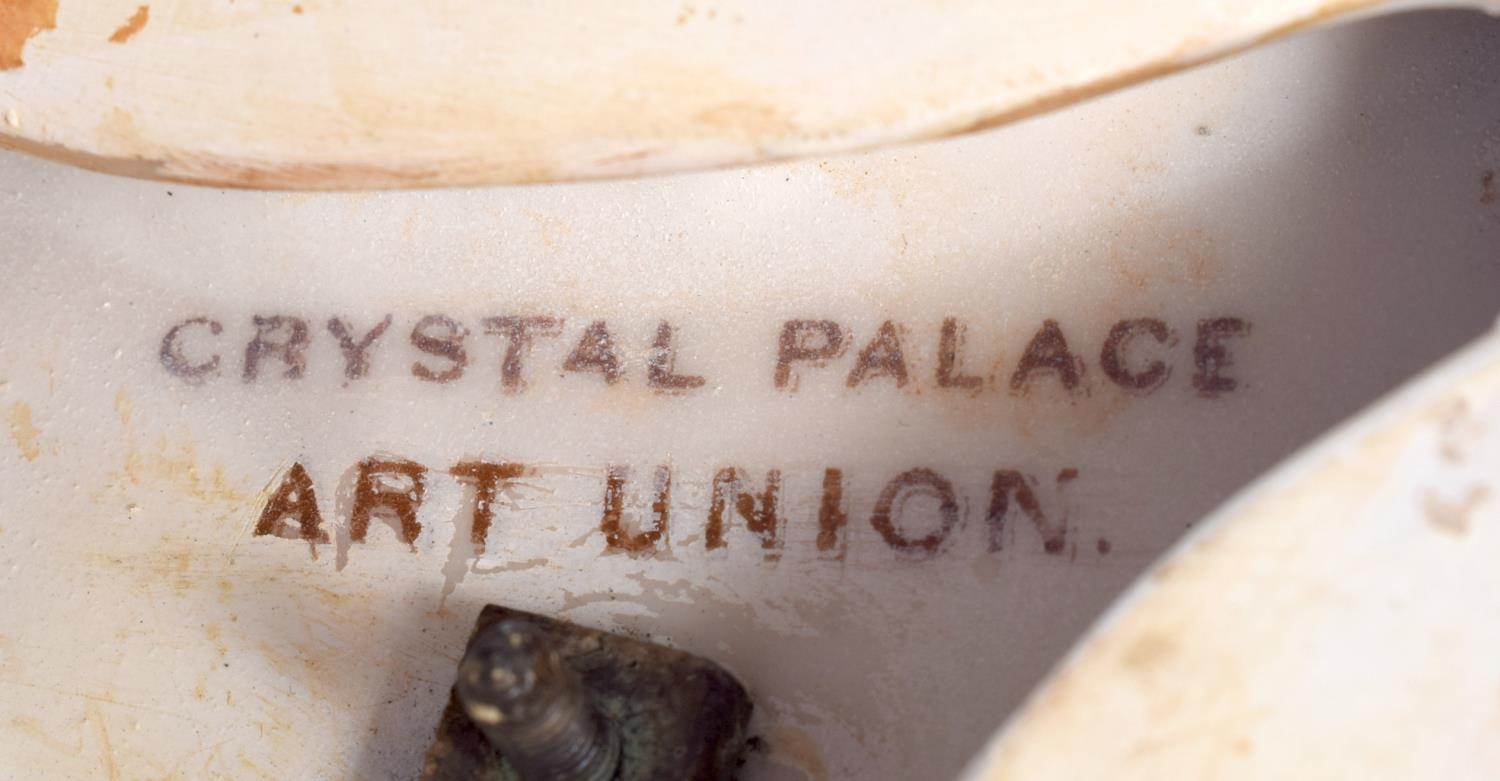 CRYSTAL PALACE
ART UNION.